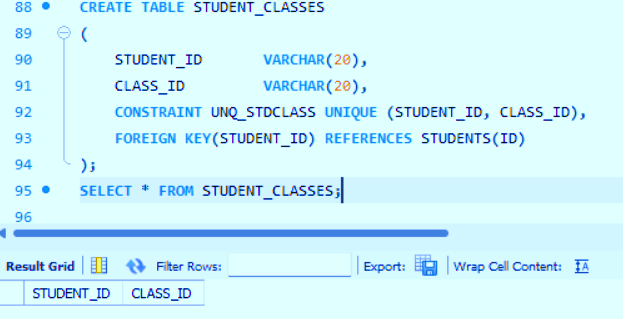 88 CREATE TABLE STUDENT_CLASSES
89 (
90 STUDENT_ID VARCHAR(20),
91 CLASS_ID VARCHAR(20),
92 CONSTRAINT UNQ_STDCLASS UNIQUE (STUDENT_ID, CLASS_ID),
93 FOREIGN KEY(STUDENT_ID) REFERENCES STUDENTS(ID)
94 );
95 SELECT * FROM STUDENT_CLASSES;
96
Result Grid Filter Rows: Export: Wrap Cell Content: IA
STUDENT_ID CLASS_ID